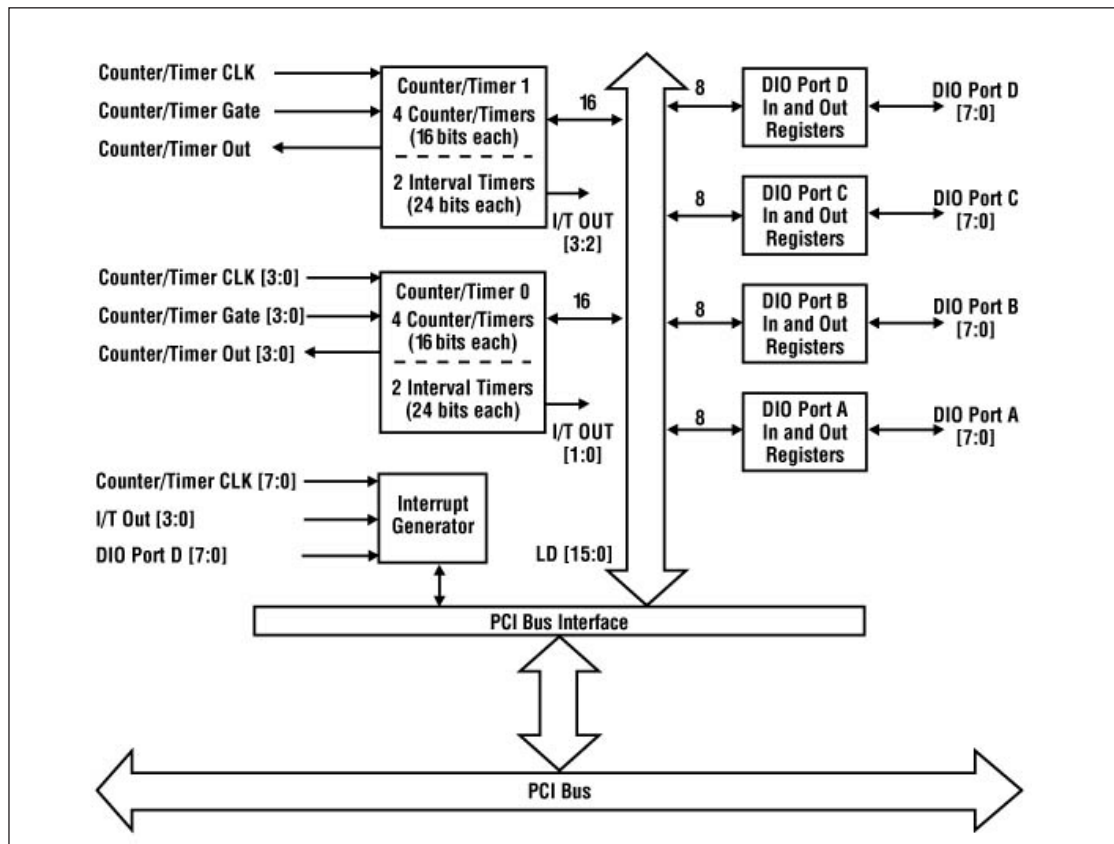 Counter/Timer CLK
Counter/Timer Gate
Counter/Timer Out
Counter/Timer 1
4 Counter/Timers
(16 bits each)
2 Interval Timers
(24 bits each)
16
I/T OUT
[3:2]
Counter/Timer CLK [3:0]
Counter/Timer Gate [3:0]
Counter/Timer Out [3:0]
Counter/Timer 0
4 Counter/Timers
(16 bits each)
2 Interval Timers
(24 bits each)
16
I/T OUT
[1:0]
Counter/Timer CLK [7:0]
I/T Out [3:0]
DIO Port D [7:0]
Interrupt
Generator
LD [15:0]
8
DIO Port D
In and Out
Registers
DIO Port D
[7:0]
8
DIO Port C
In and Out
Registers
DIO Port C
[7:0]
8
DIO Port B
In and Out
Registers
DIO Port B
[7:0]
8
DIO Port A
In and Out
Registers
DIO Port A
[7:0]
PCI Bus Interface
PCI Bus